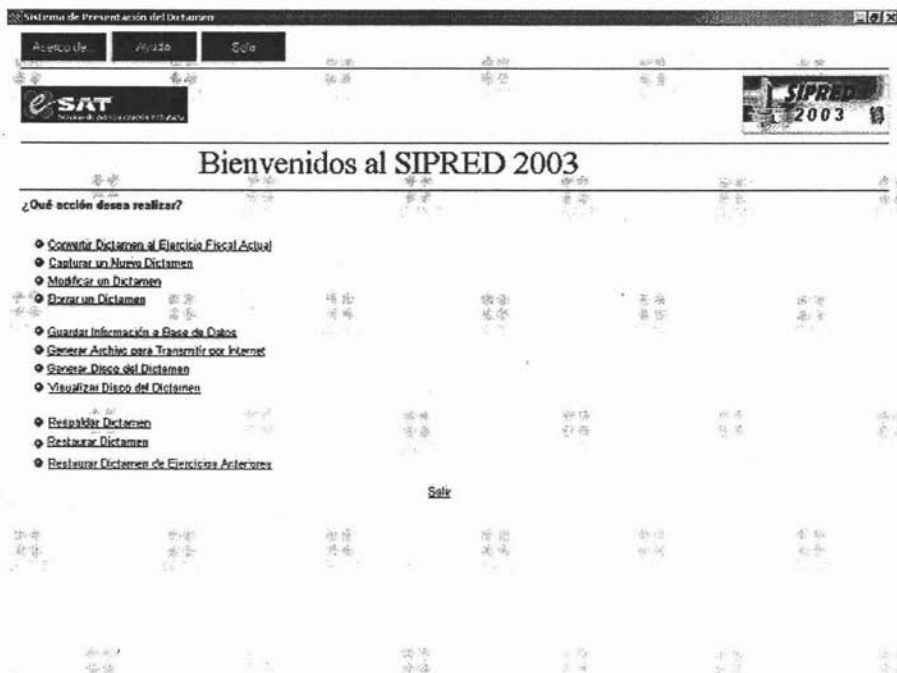 Sistema de Presentación del Dictamen
Acerca de... Ayuda Salir
SAT
SIPRED
2003
Bienvenidos al SIPRED 2003
¿Qué acción desea realizar?
Convertir Dictamen al Ejercicio Fiscal Actual
Capturar un Nuevo Dictamen
Modificar un Dictamen
Borrar un Dictamen
Guardar Información a Base de Datos
Generar Archivo para Transmitir por Internet
Generar Disco del Dictamen
Visualizar Disco del Dictamen
Respaldar Dictamen
Restaurar Dictamen
Restaurar Dictamen de Ejercicios Anteriores
Salir